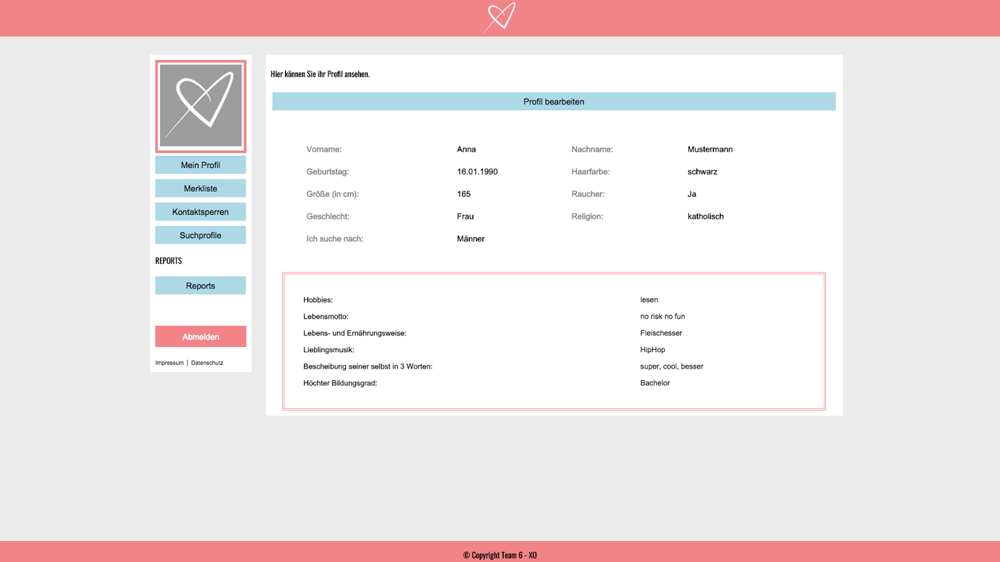 Mein Profil
Merkliste
Kontaktsperren
Suchprofile
REPORTS
Reports
Abmelden
Impressum | Datenschutz
Hier können Sie ihr Profil ansehen.
Profil bearbeiten
Vorname: Anna Nachname: Mustermann
Geburtstag: 16.01.1990 Haarfarbe: schwarz
Größe (in cm): 165 Raucher: Ja
Geschlecht: Frau Religion: katholisch
Ich suche nach: Männer
Hobbies: lesen
Lebensmotto: no risk no fun
Lebens- und Ernährungsweise: Fleischesser
Lieblingsmusik: HipHop
Bescheibung seiner selbst in 3 Worten: super, cool, besser
Höchter Bildungsgrad: Bachelor
© Copyright Team 6 - XO